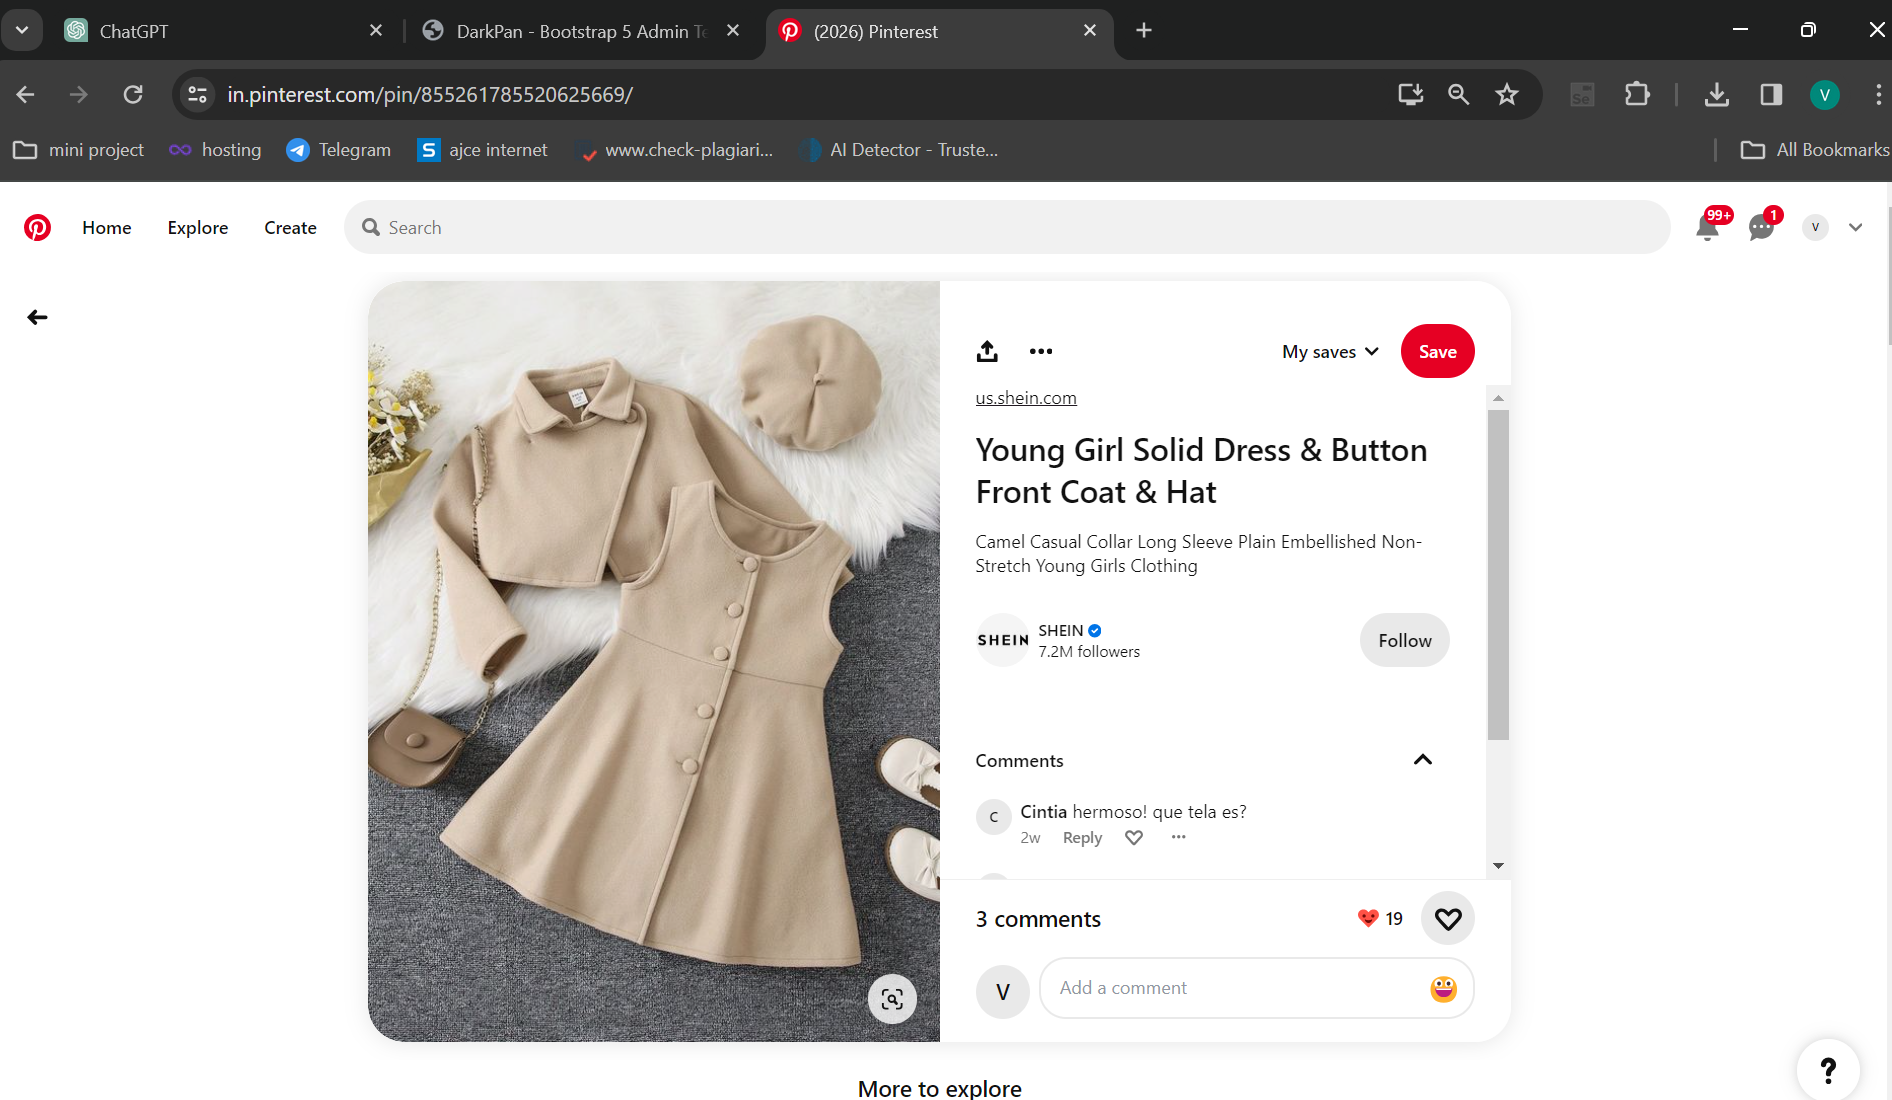 ChatGPT
DarkPan - Bootstrap 5 Admin Te
(2026) Pinterest
in.pinterest.com/pin/855261785520625669/
Se
V
mini project
hosting
Telegram
S
ajce internet
www.check-plagiari...
AI Detector - Truste...
All Bookmarks
Home
Explore
Create
Search
99+
1
V
My saves
Save
us.shein.com
Young Girl Solid Dress & Button
Front Coat & Hat
Camel Casual Collar Long Sleeve Plain Embellished Non-
Stretch Young Girls Clothing
SHEIN
SHEIN
7.2M followers
Follow
Comments
C
Cintia hermoso! que tela es?
2w
Reply
3 comments
19
V
Add a comment
?
More to explore